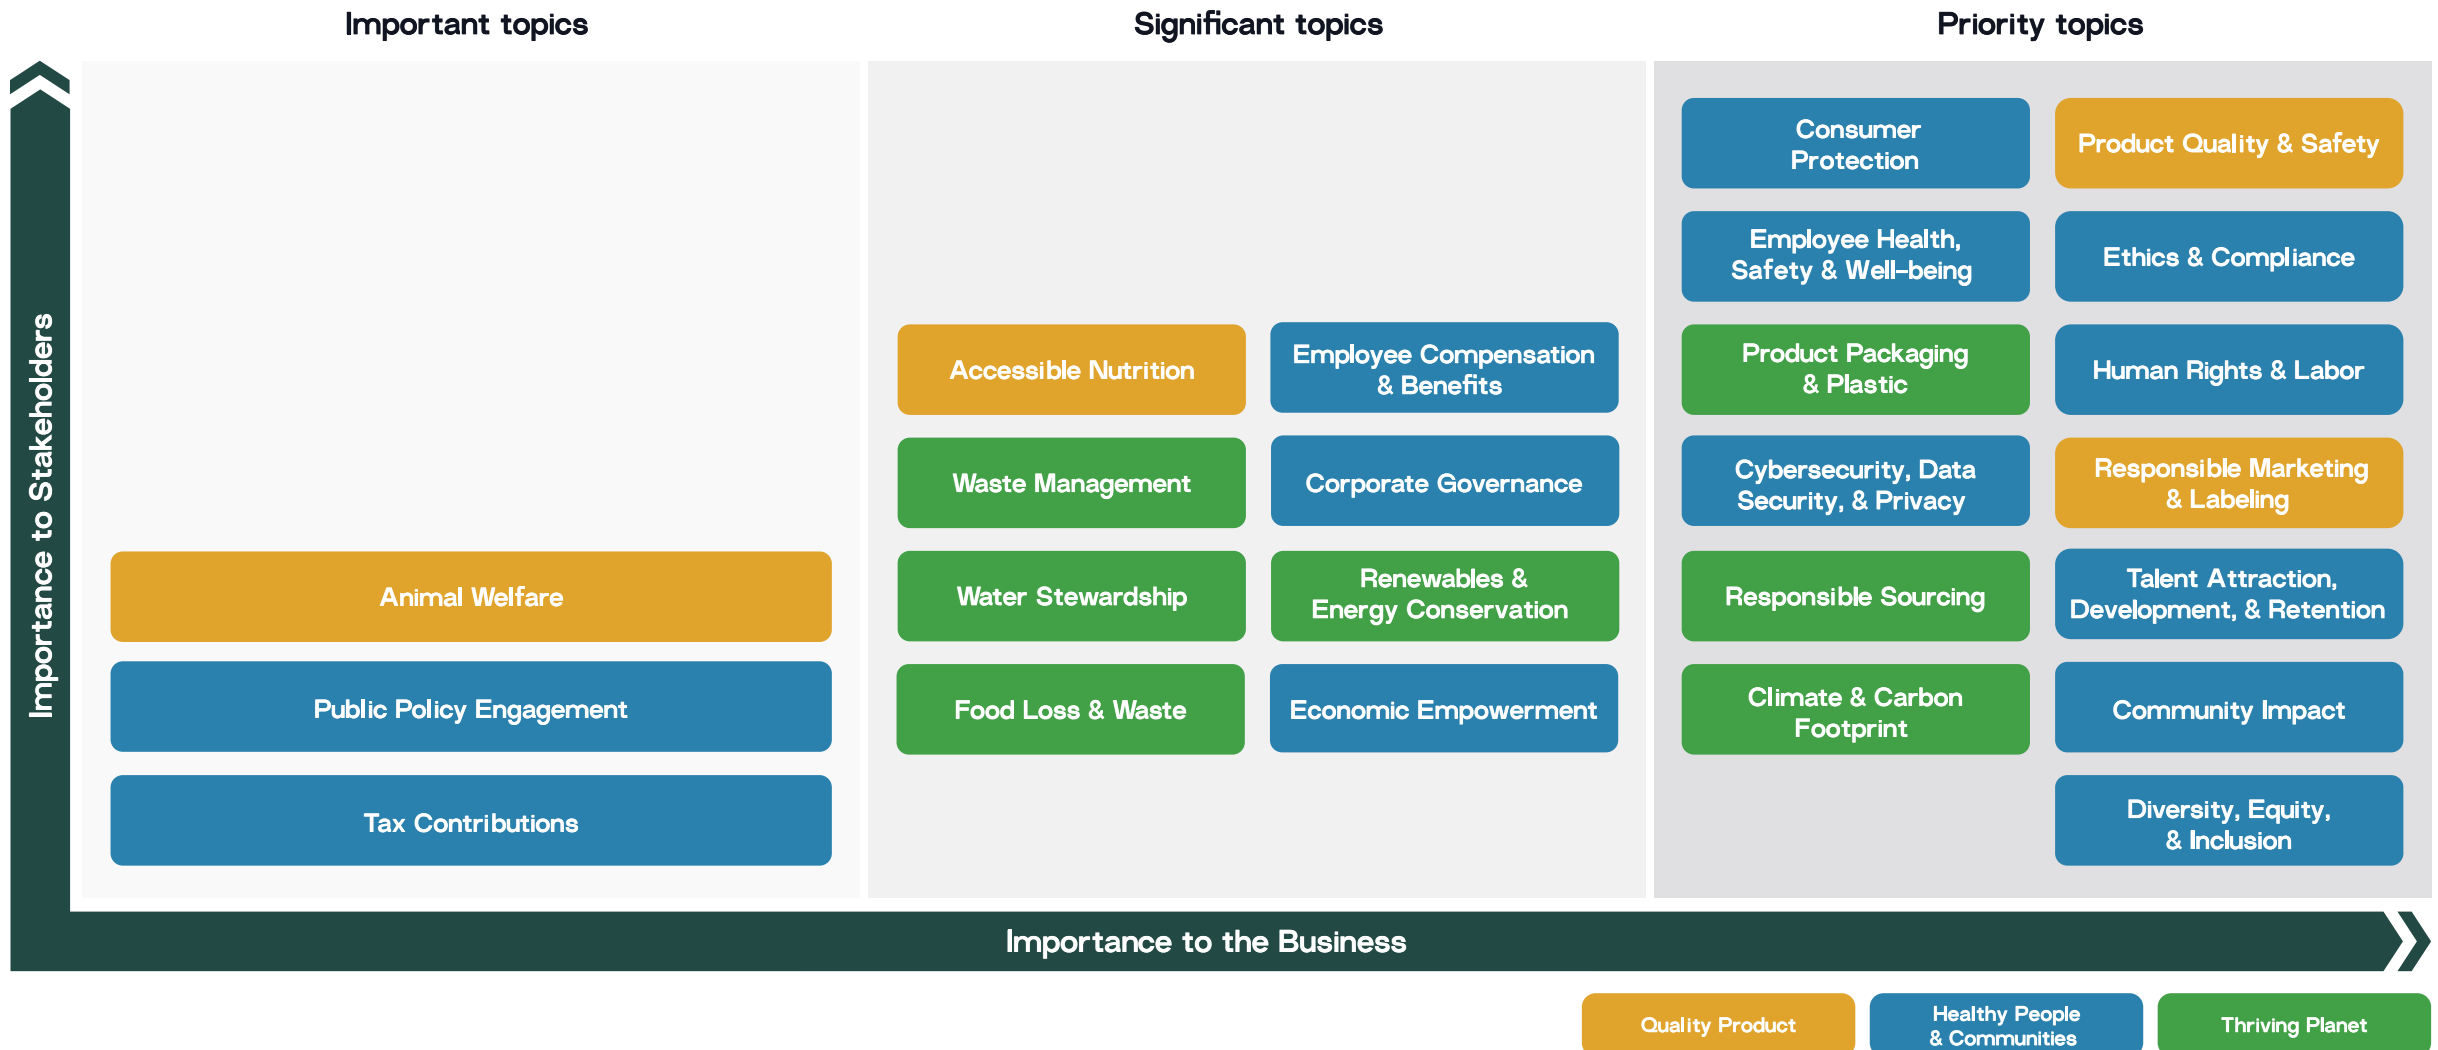 Important topics
Significant topics
Priority topics
Importance to Stakeholders
Animal Welfare
Public Policy Engagement
Tax Contributions
Accessible Nutrition
Employee Compensation
& Benefits
Waste Management
Corporate Governance
Water Stewardship
Renewables &
Energy Conservation
Food Loss & Waste
Economic Empowerment
Consumer
Protection
Product Quality & Safety
Employee Health,
Safety & Well-being
Ethics & Compliance
Product Packaging
& Plastic
Human Rights & Labor
Cybersecurity, Data
Security, & Privacy
Responsible Marketing
& Labeling
Responsible Sourcing
Talent Attraction,
Development, & Retention
Climate & Carbon
Footprint
Community Impact
Diversity, Equity,
& Inclusion
Importance to the Business
Quality Product
Healthy People
& Communities
Thriving Planet